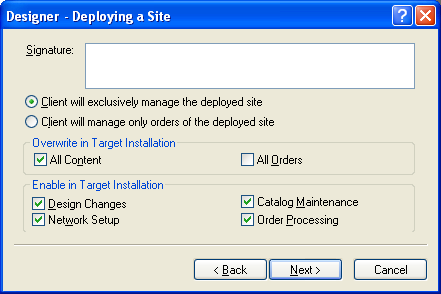 Designer - Deploying a Site
Signature:
Client will exclusively manage the deployed site
Client will manage only orders of the deployed site
Overwrite in Target Installation
All Content All Orders
Enable in Target Installation
Design Changes Catalog Maintenance
Network Setup Order Processing
< Back Next > Cancel